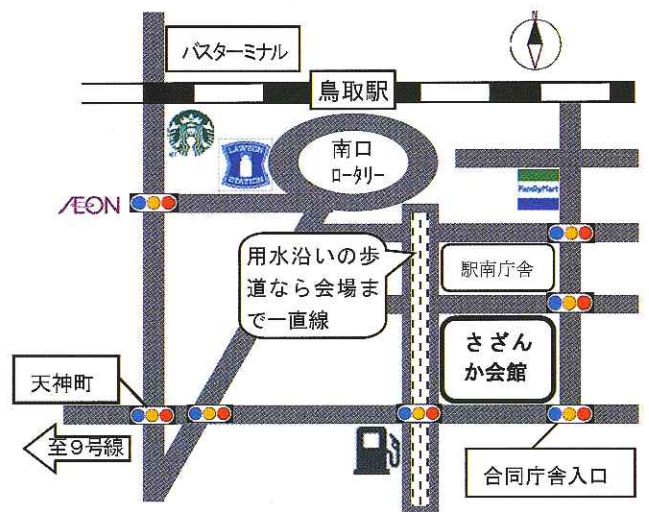 N
バスターミナル
鳥取駅
南口
ロータリー
LAWSON
STATION
ÆON
FamilyMart
用水沿いの歩
道なら会場ま
で一直線
駅南庁舎
さざん
か会館
天神町
至9号線
合同庁舎入口